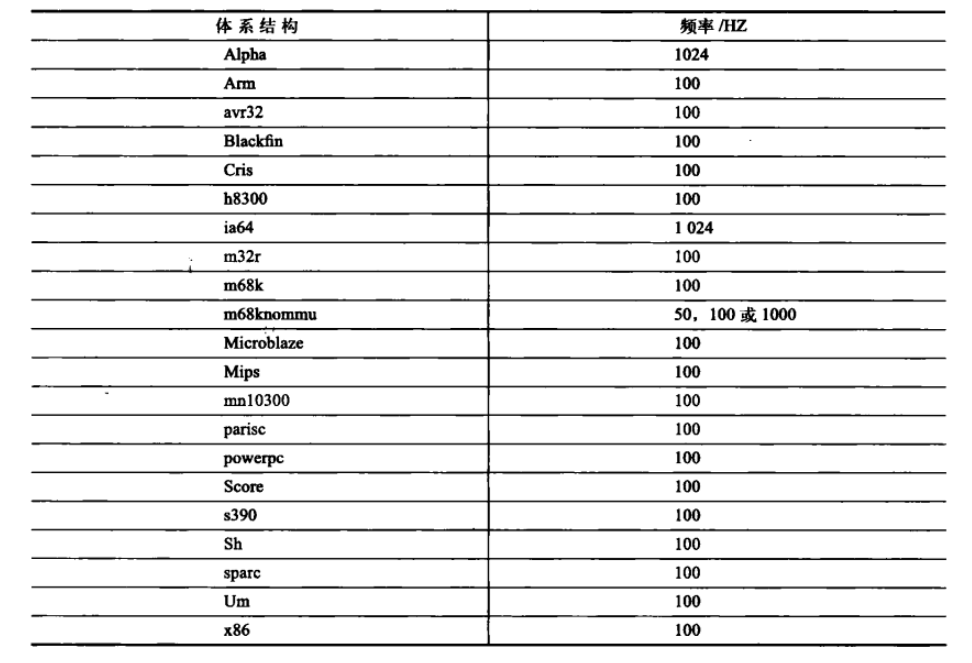 体系结构 频率/HZ
Alpha 1024
Arm 100
avr32 100
Blackfin 100
Cris 100
h8300 100
ia64 1 024
m32r 100
m68k 100
m68knommu 50，100 或 1000
Microblaze 100
Mips 100
mn10300 100
parisc 100
powerpc 100
Score 100
s390 100
Sh 100
sparc 100
Um 100
x86 100